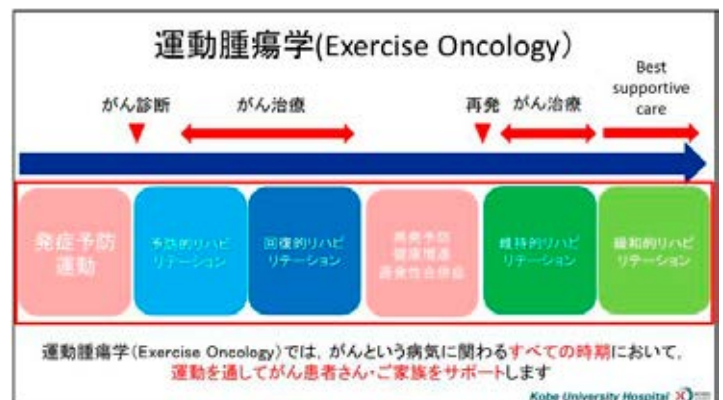 運動腫瘍学(Exercise Oncology)
がん診断
がん治療
再発
がん治療
Best
supportive
care
発症予防
運動
予防的リハビ
リテーション
回復的リハビ
リテーション
再発予防
健康増進
維持的リハビ
リテーション
緩和的リハビ
リテーション
運動腫瘍学(Exercise Oncology)では、がんという病気に関わるすべての時期において、
運動を通してがん患者さん・ご家族をサポートします
Kobe University Hospital